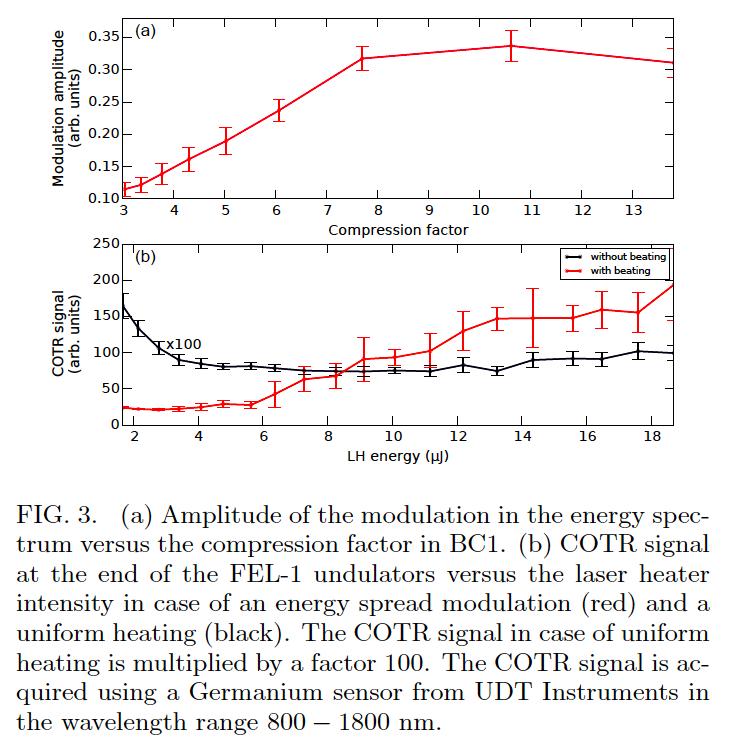 (a)
Modulation amplitude
(arb. units)
0.35
0.30
0.25
0.20
0.15
0.10
3 4 5 6 7 8 9 10 11 12 13
Compression factor
(b)
without beating
with beating
x100
COTR signal
(arb. units)
250
200
150
100
50
0
2 4 6 8 10 12 14 16 18
LH energy (μJ)
FIG. 3. (a) Amplitude of the modulation in the energy spec-
trum versus the compression factor in BC1. (b) COTR signal
at the end of the FEL-1 undulators versus the laser heater
intensity in case of an energy spread modulation (red) and a
uniform heating (black). The COTR signal in case of uniform
heating is multiplied by a factor 100. The COTR signal is ac-
quired using a Germanium sensor from UDT Instruments in
the wavelength range 800 − 1800 nm.